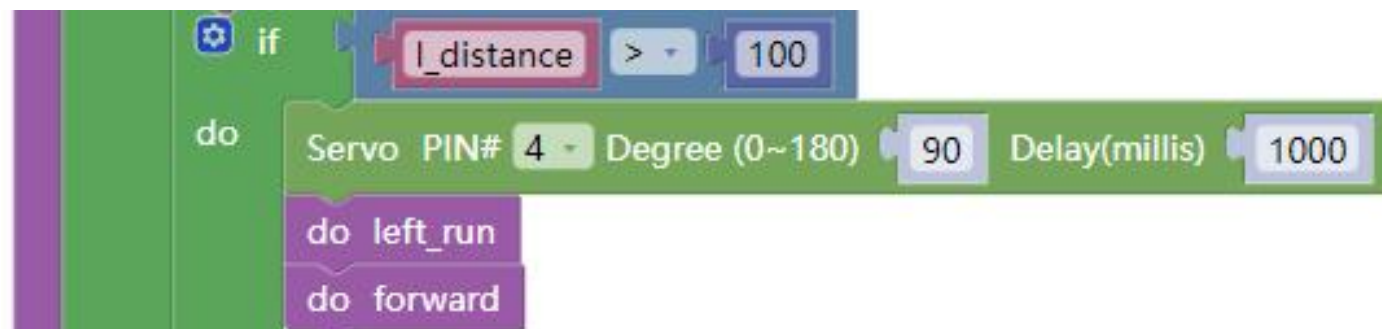 if l_distance > 100
do Servo PIN# 4 Degree (0~180) 90 Delay(millis) 1000
do left_run
do forward